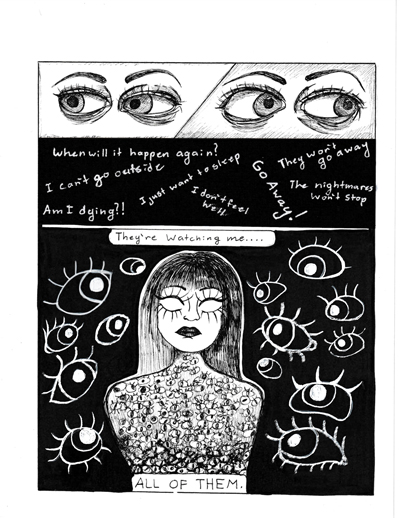 When will it happen again?
I can't go outside
Am I dying?!
I just want to sleep
I don't feel
well
Go Away!
They won't
go away
The nightmares
won't stop
They're watching me....
ALL OF THEM.